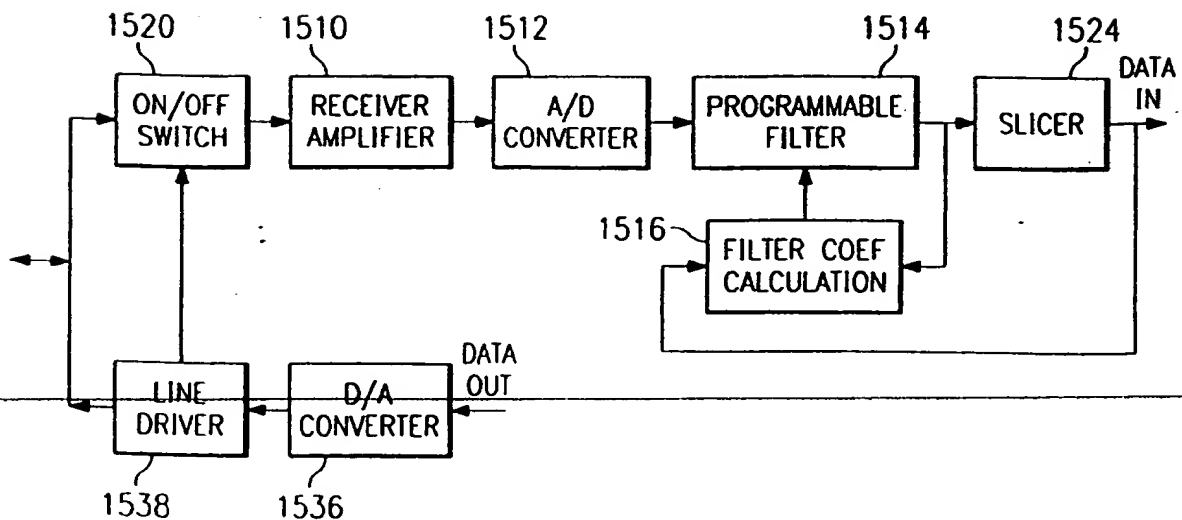 1520
1510
1512
1514
1524
ON/OFF
SWITCH
RECEIVER
AMPLIFIER
A/D
CONVERTER
PROGRAMMABLE
FILTER
SLICER
DATA
IN
1516
FILTER COEF
CALCULATION
LINE
DRIVER
D/A
CONVERTER
DATA
OUT
1538
1536